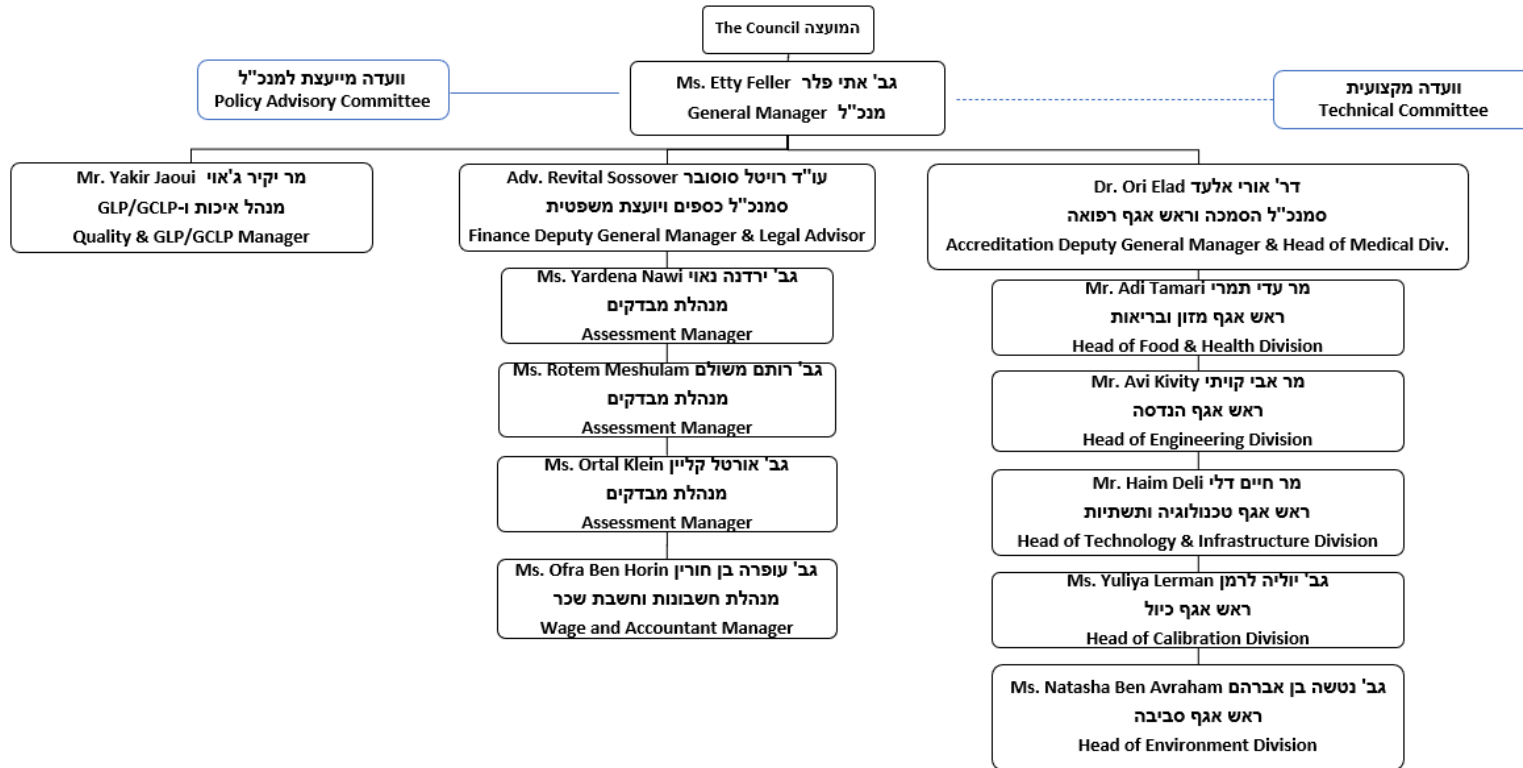 The Council המועצה
וועדה מייעצת למנכ"ל
Policy Advisory Committee
Ms. Etty Feller גב' אתי פלר
General Manager מנכ"ל
וועדה מקצועית
Technical Committee
Mr. Yakir Jaoui מר יקיר ג'אוי
מנהל איכות ו-GLP/GCLP
Quality & GLP/GCLP Manager
Adv. Revital Sossover עו"ד רויטל סוסובר
סמנכ"ל כספים ויועצת משפטית
Finance Deputy General Manager & Legal Advisor
Ms. Yardena Nawi גב' ירדנה נאוי
מנהלת מבדקים
Assessment Manager
Ms. Rotem Meshulam גב' רותם משולם
מנהלת מבדקים
Assessment Manager
Ms. Ortal Klein גב' אורטל קליין
מנהלת מבדקים
Assessment Manager
Ms. Ofra Ben Horin גב' עופרה בן חורין
מנהלת חשבונות וחשבת שכר
Wage and Accountant Manager
Dr. Ori Elad דר' אורי אלעד
סמנכ"ל הסמכה וראש אגף רפואה
Accreditation Deputy General Manager & Head of Medical Div.
Mr. Adi Tamari מר עדי תמרי
ראש אגף מזון ובריאות
Head of Food & Health Division
Mr. Avi Kivity מר אבי קויתי
ראש אגף הנדסה
Head of Engineering Division
Mr. Haim Deli מר חיים דלי
ראש אגף טכנולוגיה ותשתיות
Head of Technology & Infrastructure Division
Ms. Yuliya Lerman גב' יוליה לרמן
ראש אגף כיול
Head of Calibration Division
Ms. Natasha Ben Avraham גב' נטשה בן אברהם
ראש אגף סביבה
Head of Environment Division